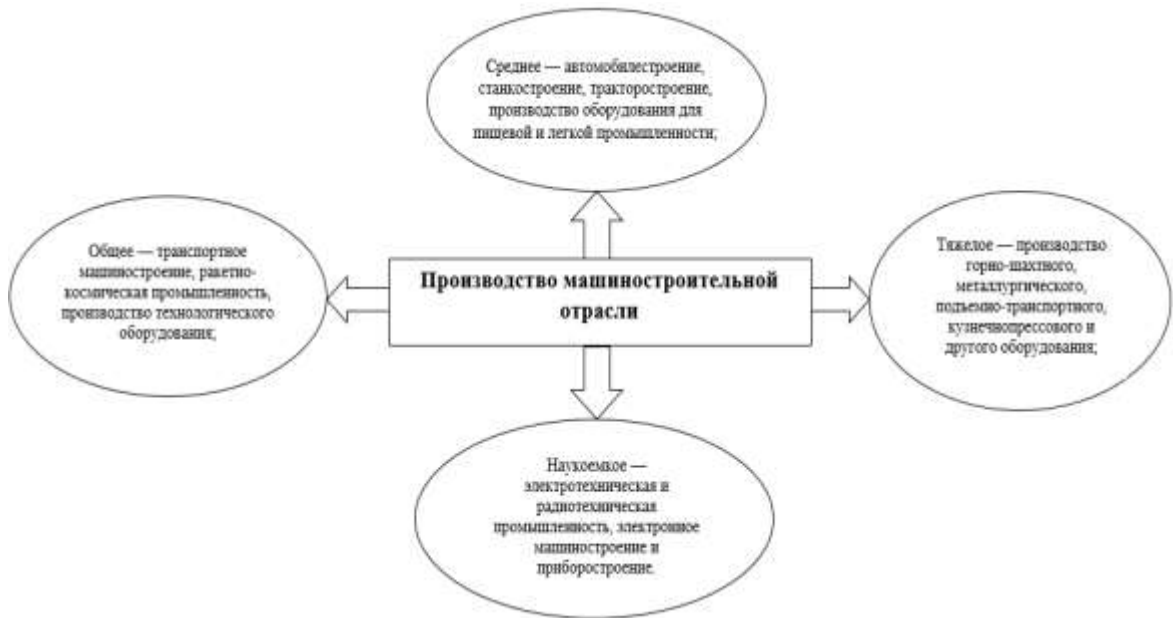 Среднее — автомобилестроение,
станкостроение, тракторостроение,
производство оборудования для
пищевой и легкой промышленности;
Общее — транспортное
машиностроение, ракетно-
космическая промышленность,
производство технологического
оборудования;
Производство машиностроительной
отрасли
Тяжелое — производство
горно-шахтного,
металлургического,
подъемно-транспортного,
кузнечнопрессового и
другого оборудования;
Наукоемкое —
электротехническая и
радиотехническая
промышленность, электронное
машиностроение и
приборостроение.